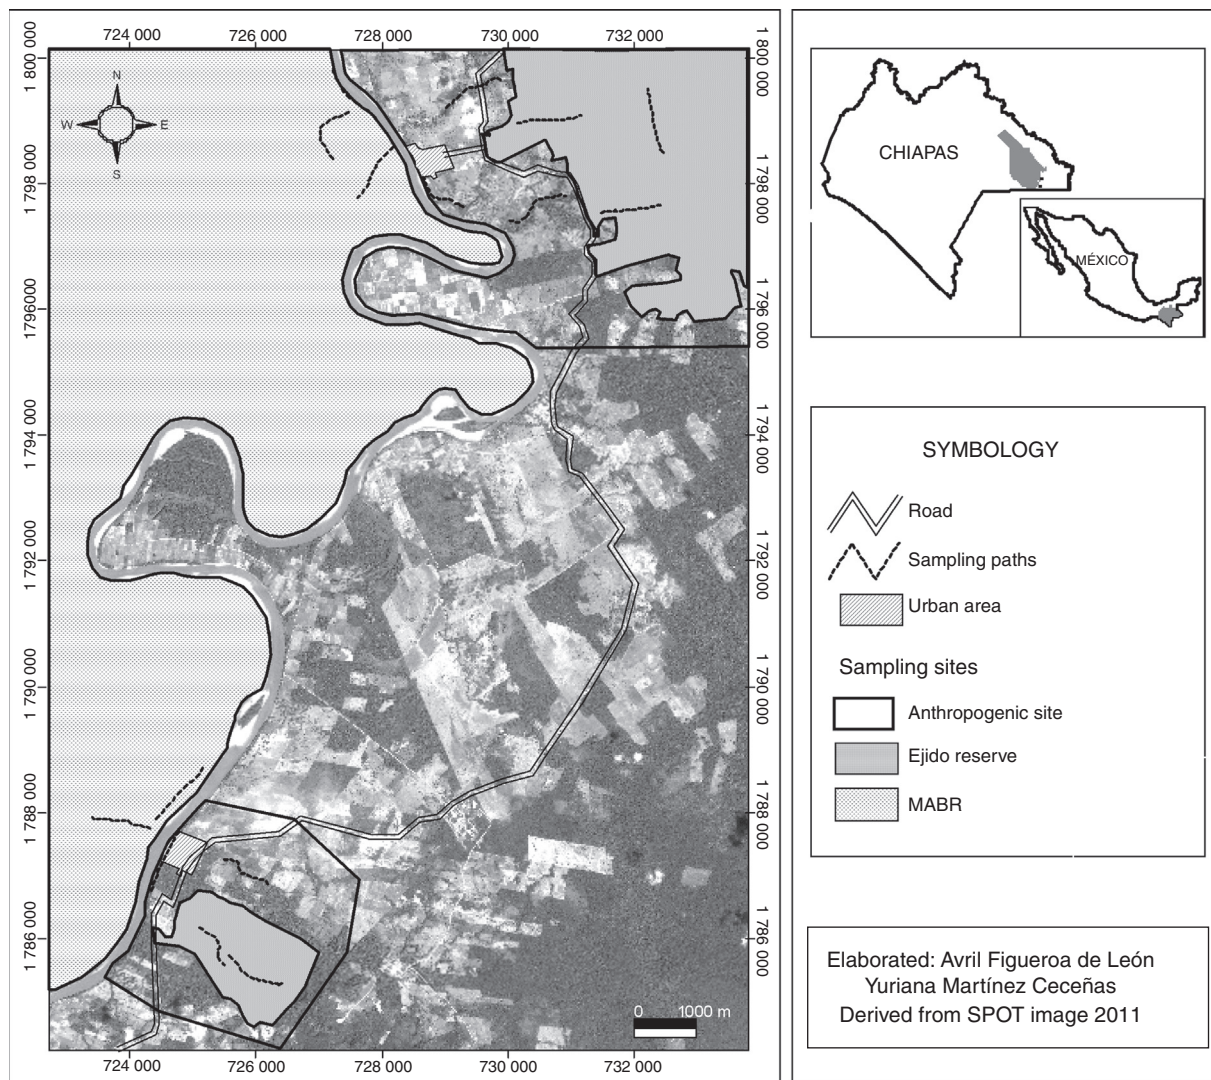 724 000 726 000 728 000 730 000 732 000
1 800 000
1 798 000
1 796 000
1 794 000
1 792 000
1 790 000
1 788 000
1 786 000
N
W E
S
1 800 000
1 798 000
1 796 000
1 794 000
1 792 000
1 790 000
1 788 000
1 786 000
0 1000 m
724 000 726 000 728 000 730 000 732 000
CHIAPAS
MÉXICO
SYMBOLOGY
Road
Sampling paths
Urban area
Sampling sites
Anthropogenic site
Ejido reserve
MABR
Elaborated: Avril Figueroa de León
Yuriana Martínez Ceceñas
Derived from SPOT image 2011